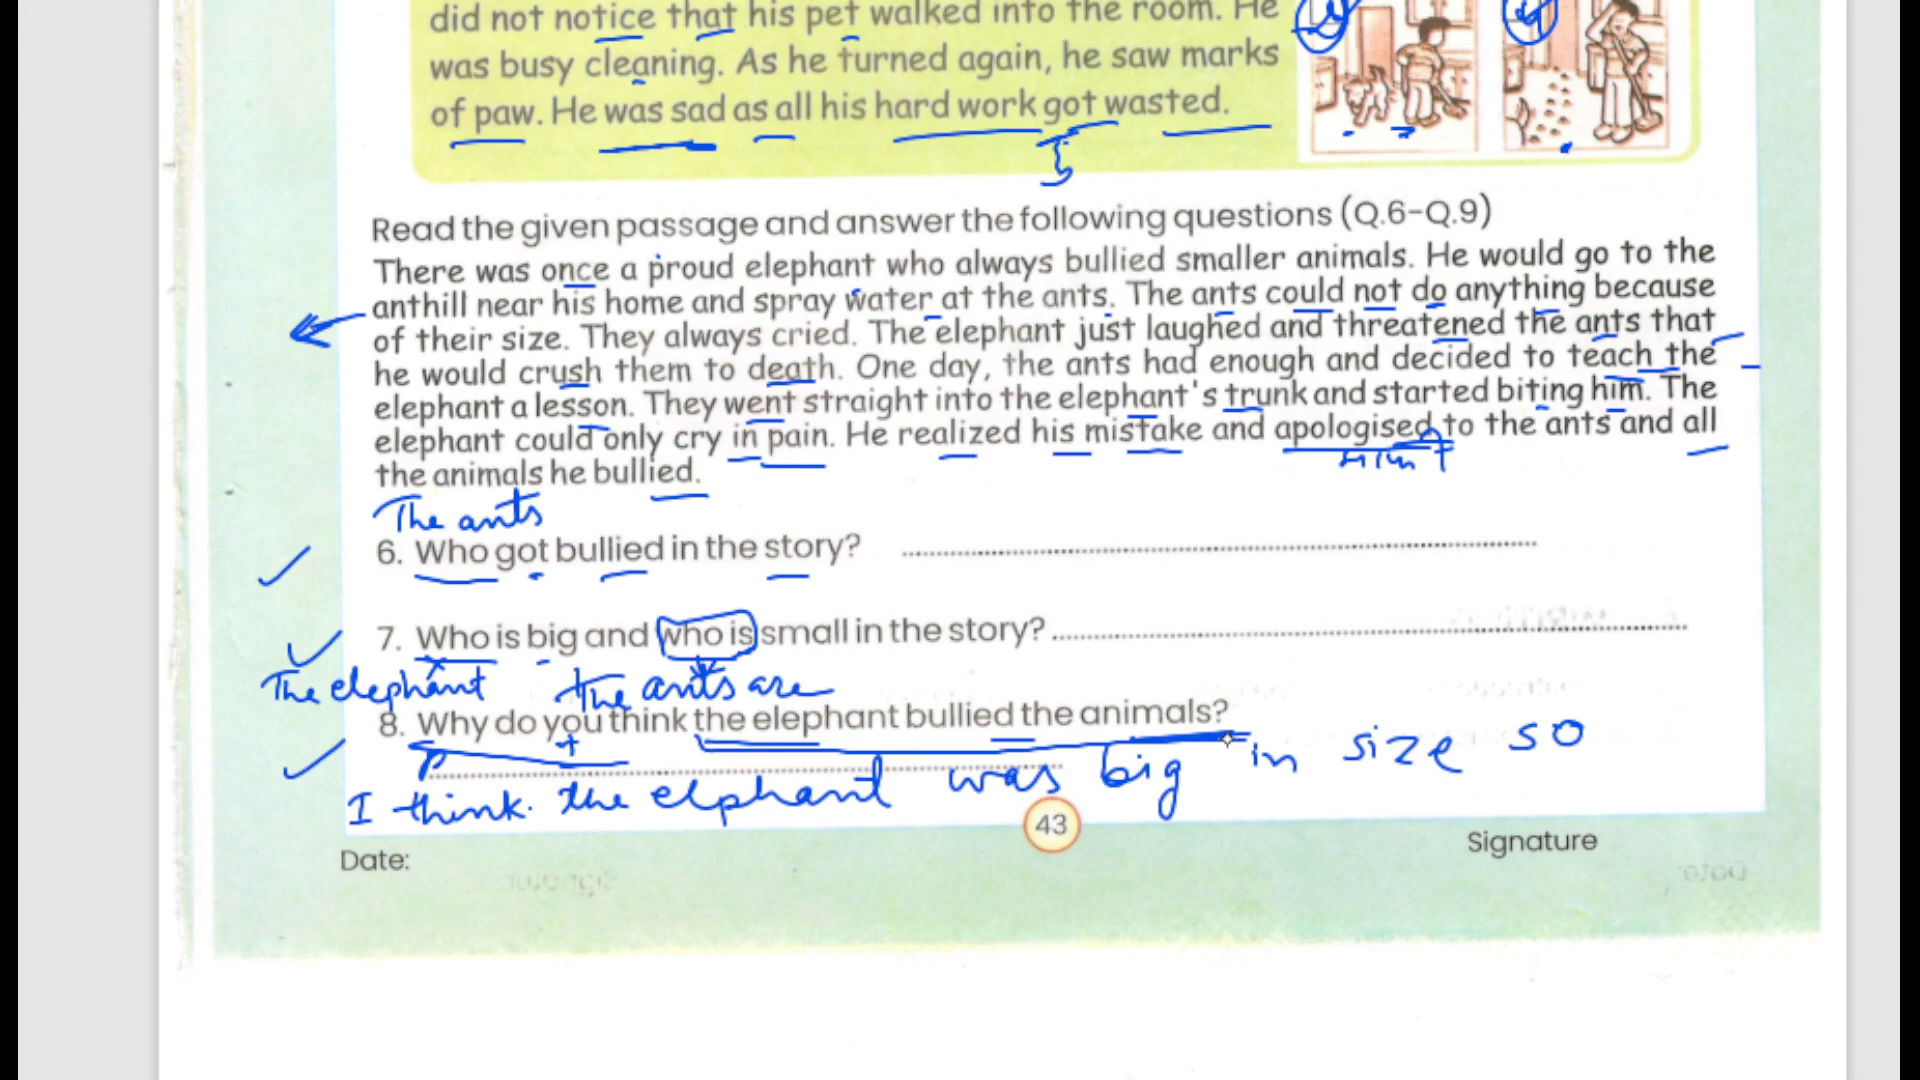 did not notice that his pet walked into the room. He
was busy cleaning. As he turned again, he saw marks
of paw. He was sad as all his hard work got wasted.
Read the given passage and answer the following questions (Q.6-Q.9)
There was once a proud elephant who always bullied smaller animals. He would go to the
anthill near his home and spray water at the ants. The ants could not do anything because
of their size. They always cried. The elephant just laughed and threatened the ants that
he would crush them to death. One day, the ants had enough and decided to teach the
elephant a lesson. They went straight into the elephant's trunk and started biting him. The
elephant could only cry in pain. He realized his mistake and apologised to the ants and all
the animals he bullied.
The ants
6. Who got bullied in the story?
7. Who is big and who is small in the story?
The elephant the ants are
8. Why do you think the elephant bullied the animals?
I think. the elphant was big in size so
43
Date:
Signature